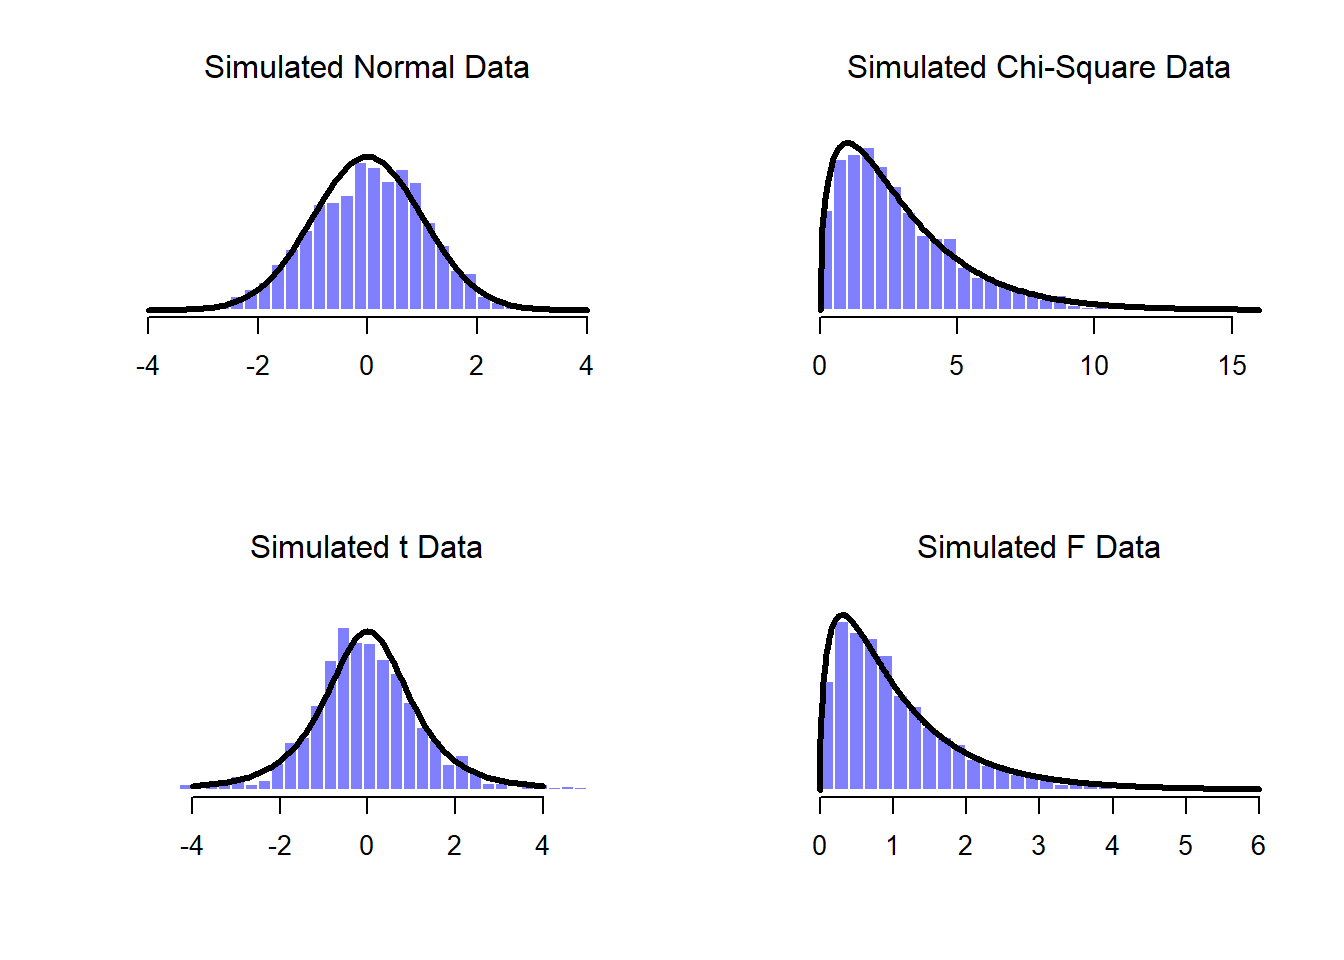 Simulated Normal Data
-4 -2 0 2 4
Simulated Chi-Square Data
0 5 10 15
Simulated t Data
-4 -2 0 2 4
Simulated F Data
0 1 2 3 4 5 6